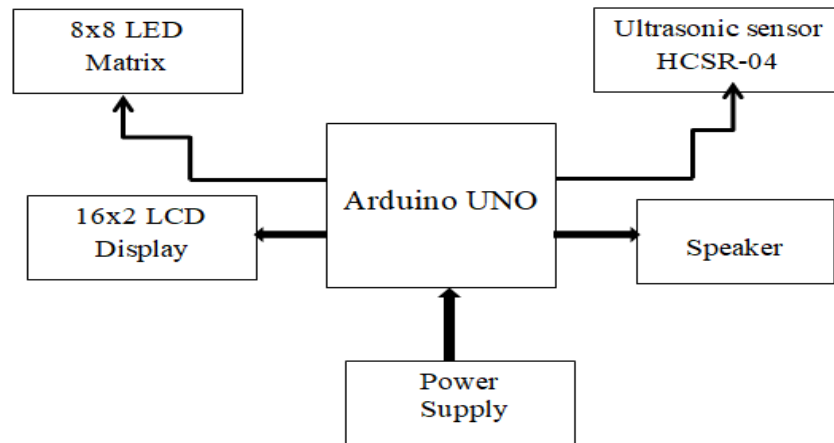 8x8 LED
Matrix
Ultrasonic sensor
HCSR-04
Arduino UNO
16x2 LCD
Display
Speaker
Power
Supply